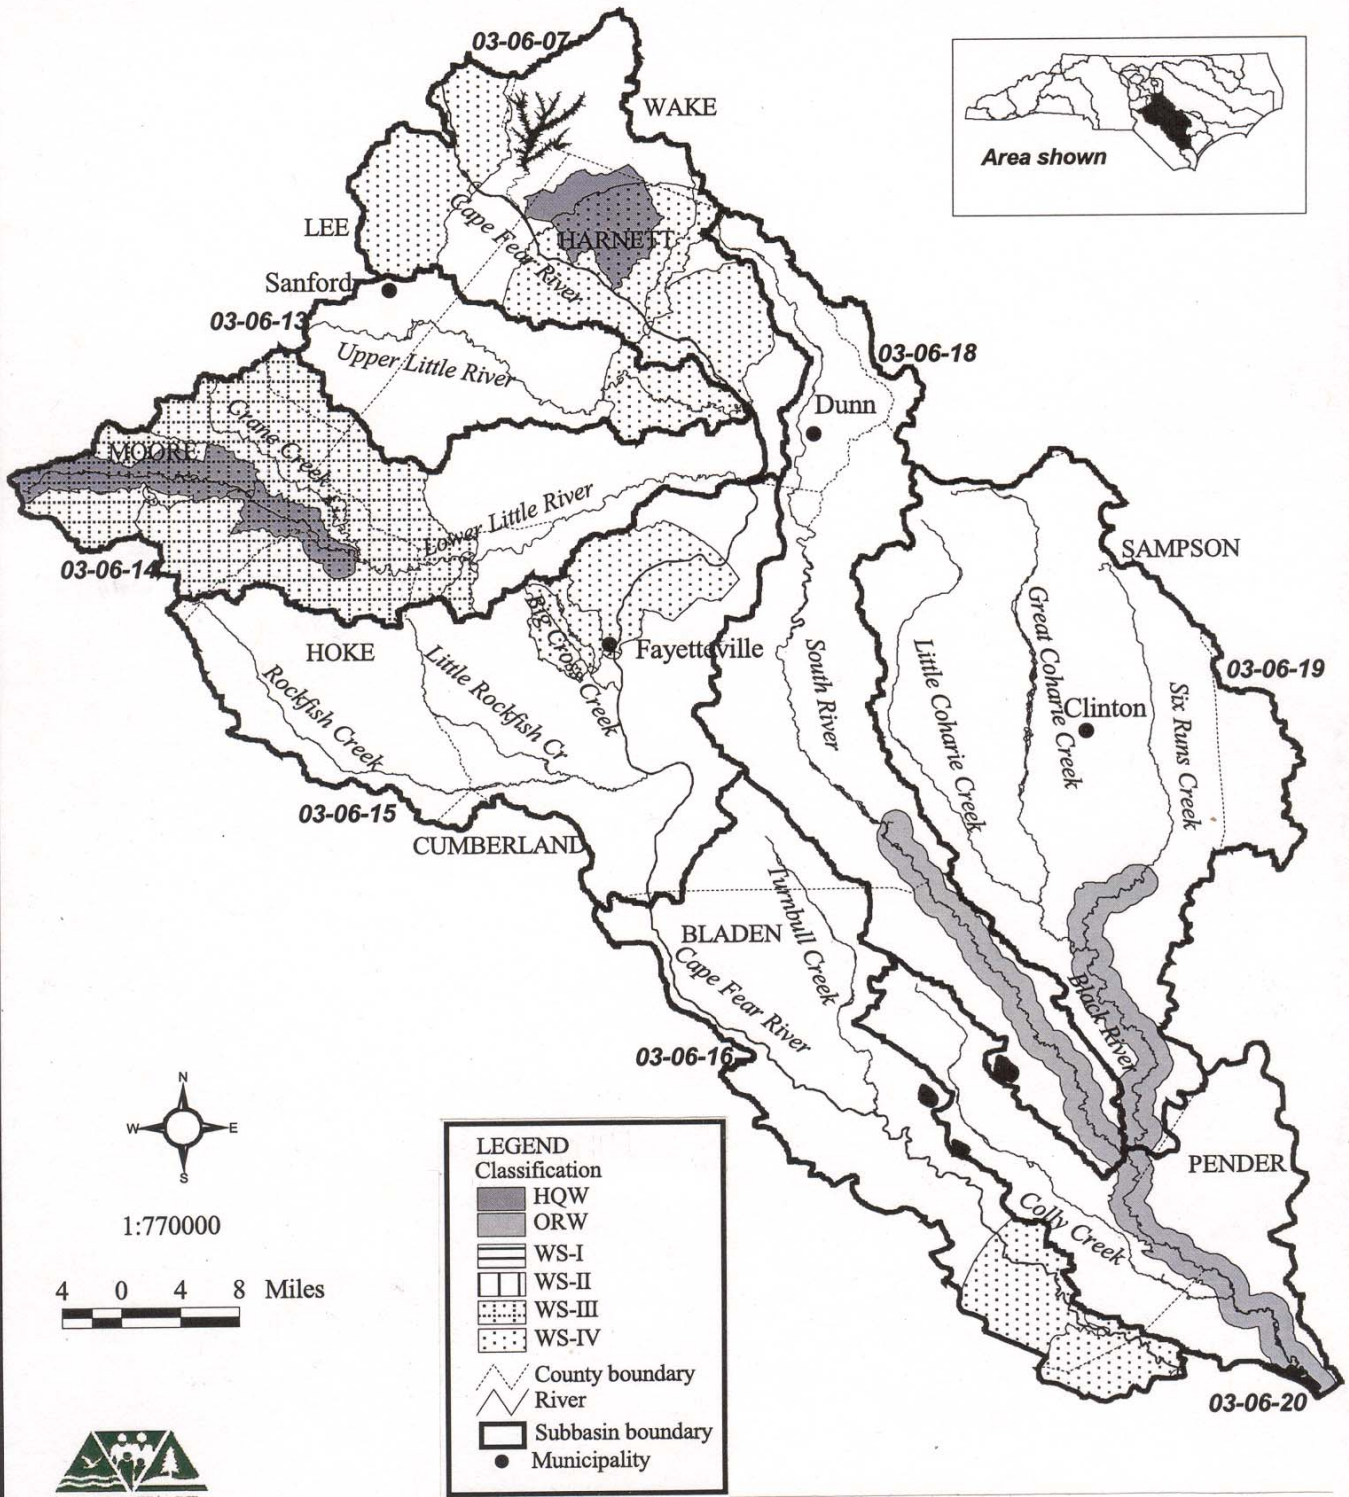 03-06-07
WAKE
Area shown
LEE
HARNETT
Cape Fear River
Sanford
03-06-13
Upper Little River
03-06-18
Dunn
Crane Creek
MOORE
Lower Little River
03-06-14
SAMPSON
HOKE
Big Cross Creek
Fayetteville
Rockfish Creek
Little Rockfish Cr
South River
Little Coharie Creek
Great Coharie Creek
Clinton
Six Runs Creek
03-06-19
03-06-15
CUMBERLAND
Turnbull Creek
BLADEN
Cape Fear River
Black River
03-06-16
N
W
E
S
1:770000
4 0 4 8 Miles
PENDER
Colly Creek
03-06-20
LEGEND
Classification
HQW
ORW
WS-I
WS-II
WS-III
WS-IV
County boundary
River
Subbasin boundary
Municipality